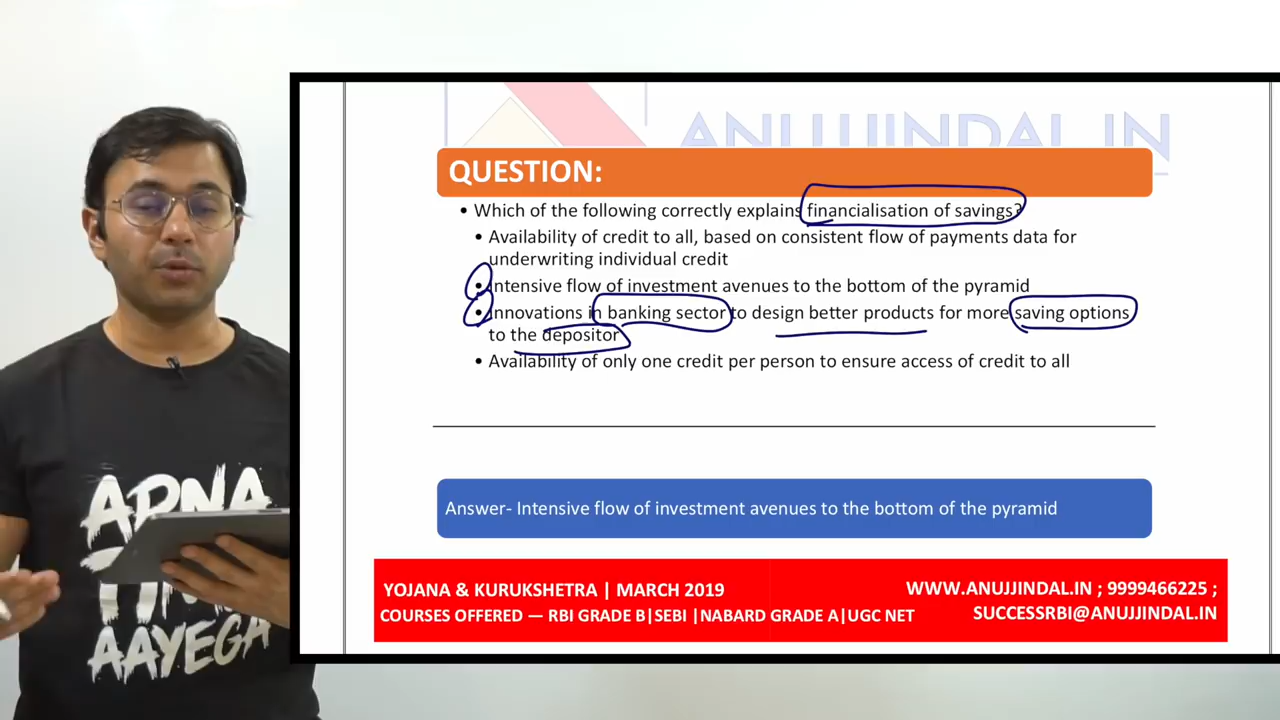 ANUJJINDAL.IN
QUESTION:
• Which of the following correctly explains financialisation of savings?
• Availability of credit to all, based on consistent flow of payments data for
underwriting individual credit
• Intensive flow of investment avenues to the bottom of the pyramid
• Innovations in banking sector to design better products for more saving options
to the depositor
• Availability of only one credit per person to ensure access of credit to all
Answer- Intensive flow of investment avenues to the bottom of the pyramid
YOJANA & KURUKSHETRA | MARCH 2019
COURSES OFFERED — RBI GRADE B|SEBI |NABARD GRADE A|UGC NET
WWW.ANUJJINDAL.IN ; 9999466225 ;
SUCCESSRBI@ANUJJINDAL.IN
APNA
AAYEGA